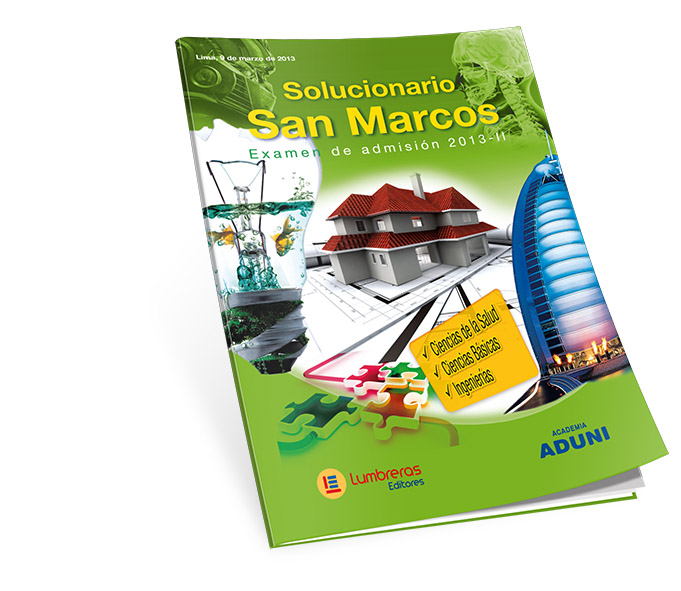 Lima, 9 de marzo de 2013
Solucionario
San Marcos
Examen de admisión 2013-II
✓ Ciencias de la Salud
✓ Ciencias Básicas
✓ Ingenierías
ACADEMIA
ADUNI
Lumbreras
Editores